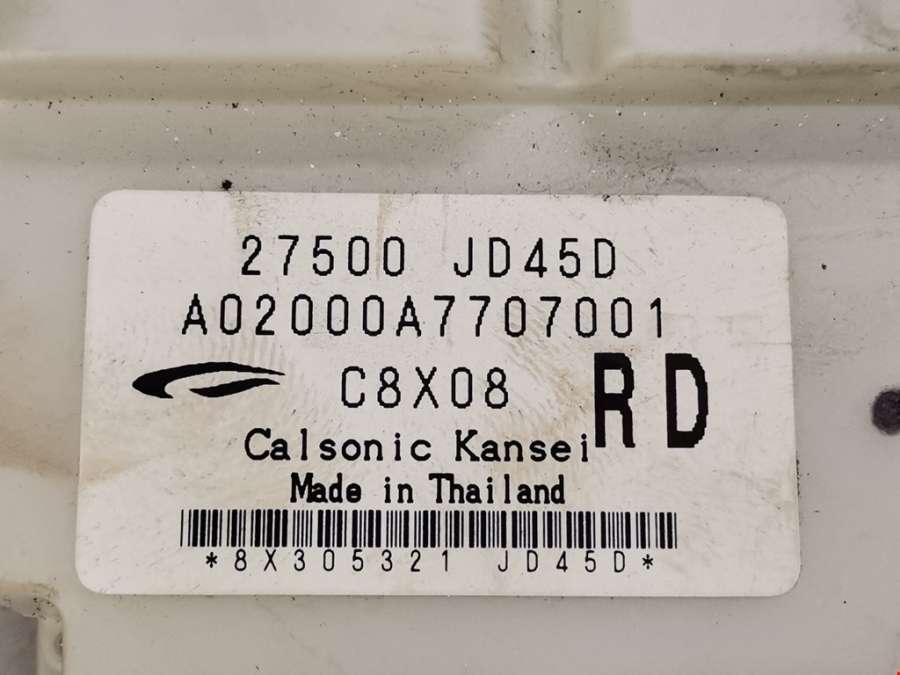 27500 JD45D
A02000A7707001
C8X08 RD
Calsonic Kansei
Made in Thailand
*8X305321 JD45D*